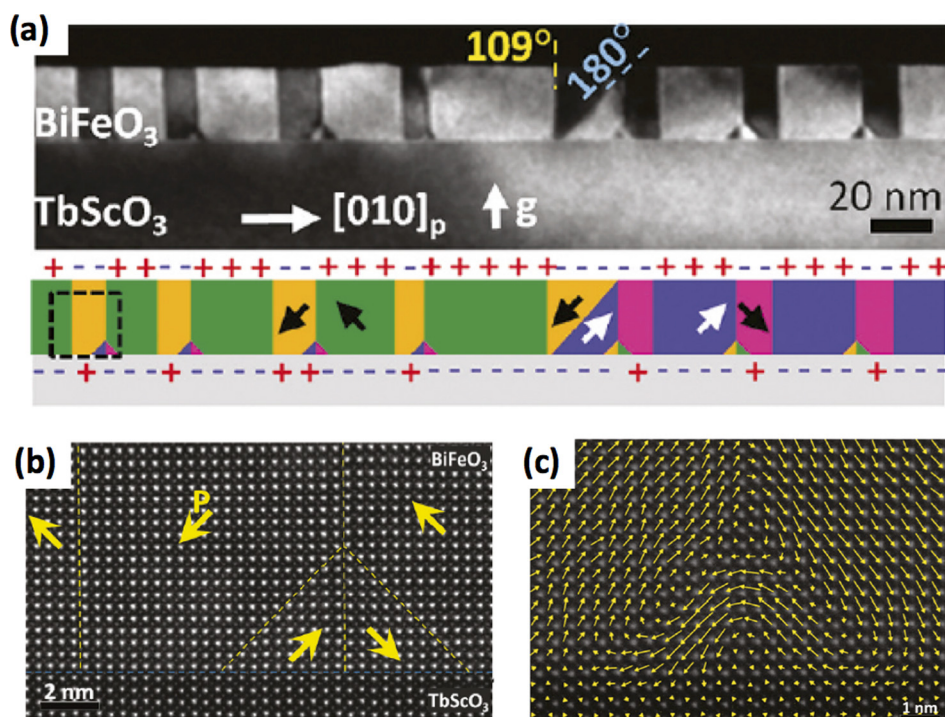 (a)
109°
180°
BiFeO₃
TbScO₃
[010]ₚ
g
20 nm
(b)
BiFeO₃
P
2 nm
TbScO₃
(c)
1 nm